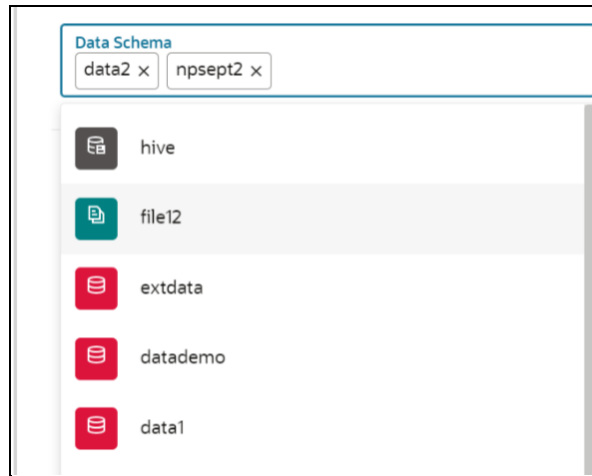 Data Schema
data2 × npsept2 ×
hive
file12
extdata
datademo
data1